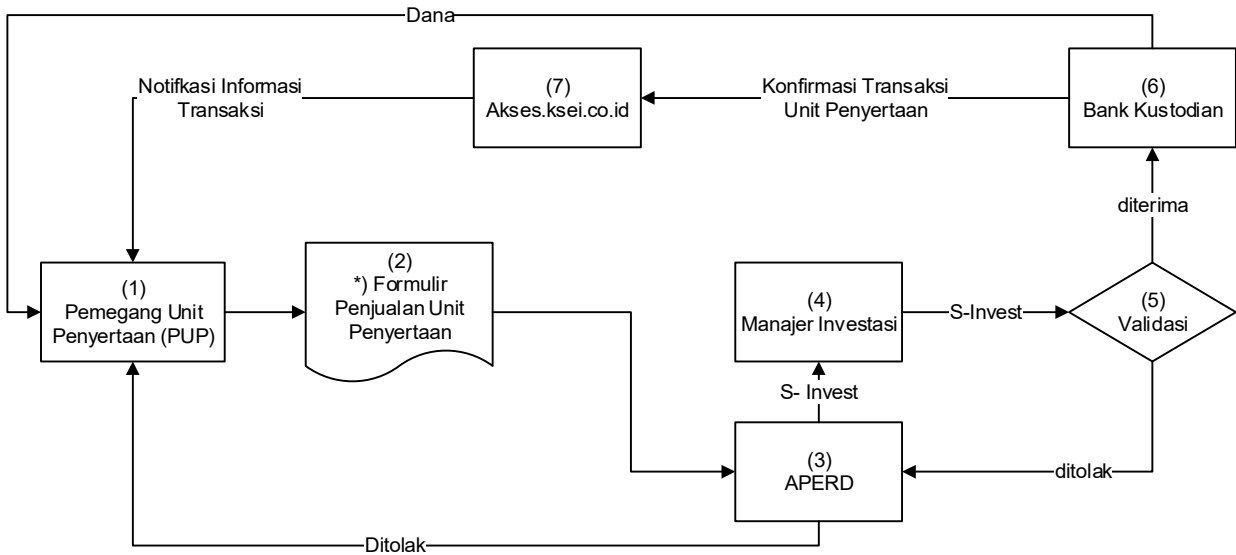 Dana
Notifkasi Informasi
Transaksi
(7)
Akses.ksei.co.id
Konfirmasi Transaksi
Unit Penyertaan
(6)
Bank Kustodian
diterima
(1)
Pemegang Unit
Penyertaan (PUP)
(2)
*) Formulir
Penjualan Unit
Penyertaan
(4)
Manajer Investasi
S-Invest
(5)
Validasi
S- Invest
(3)
APERD
ditolak
Ditolak